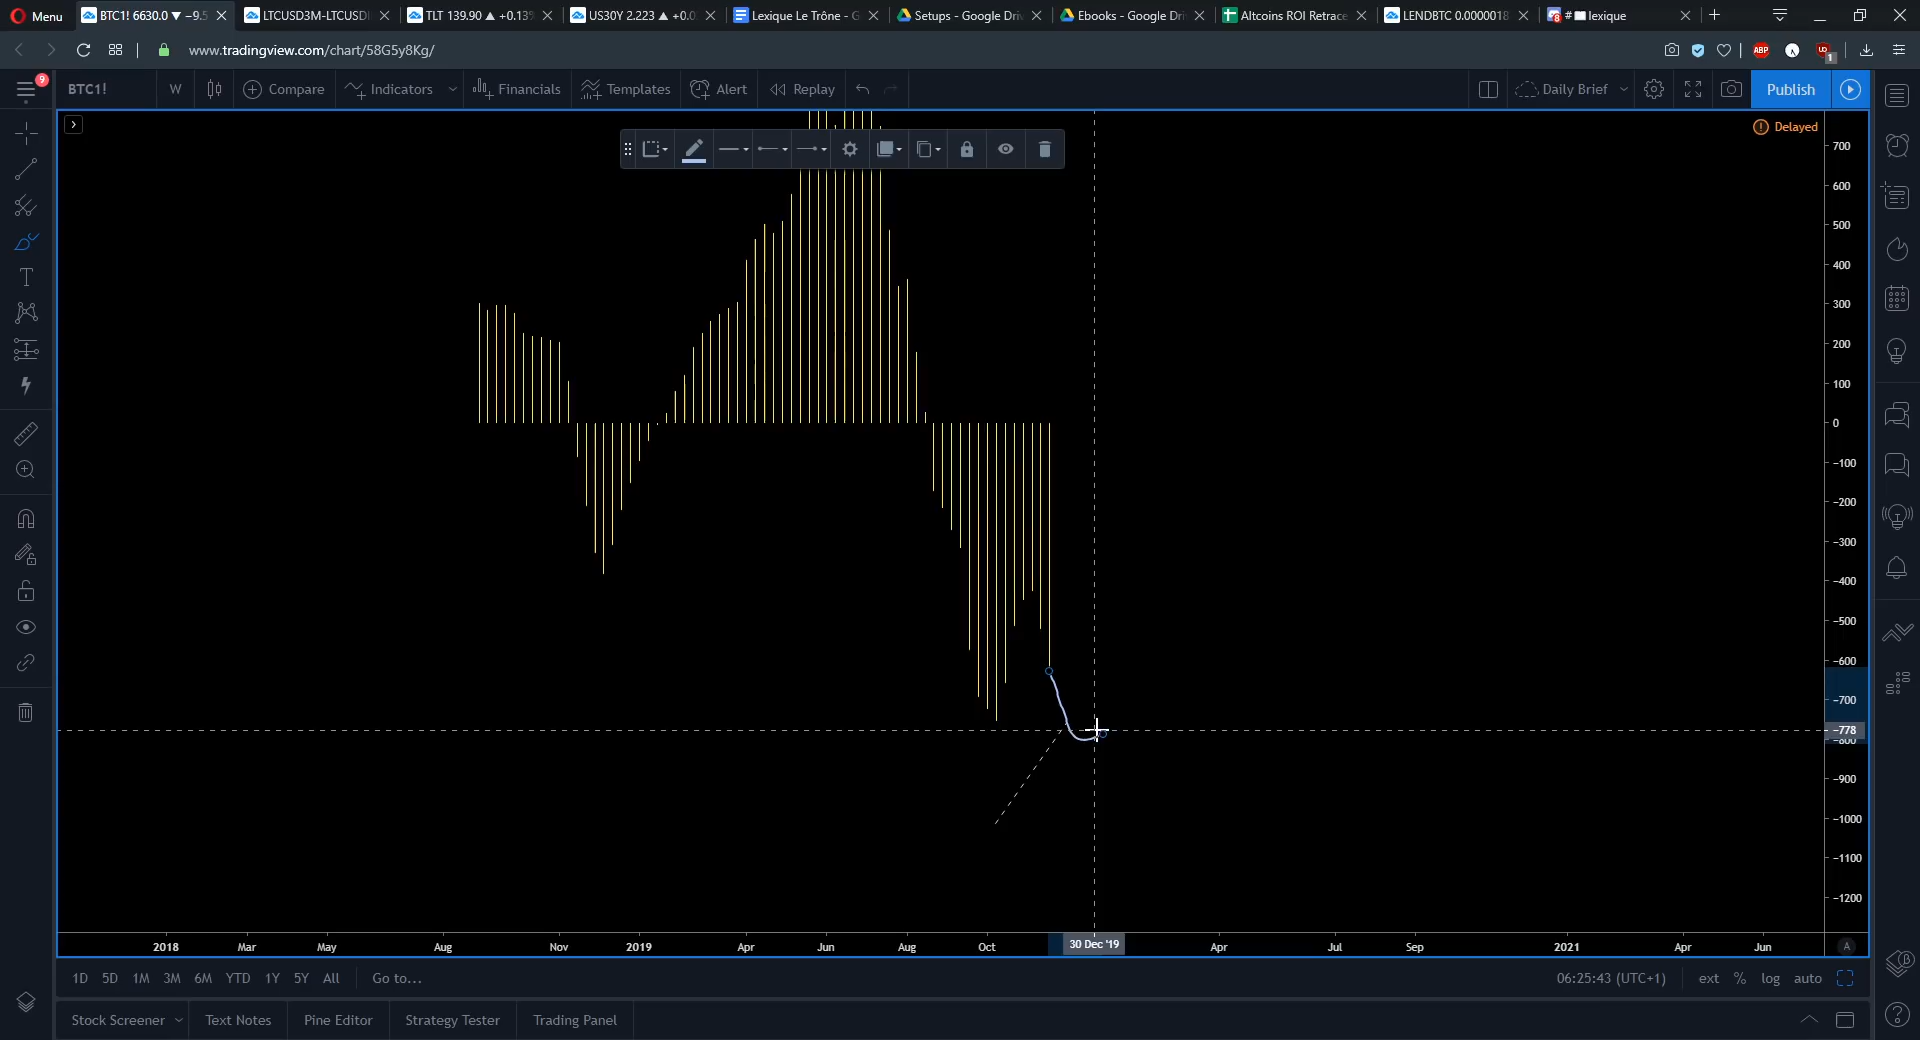 Menu
BTC1! 6630.0 ▼ −9.5
LTCUSD3M-LTCUSD
TLT 139.90 ▲ +0.13
US30Y 2.223 ▲ +0.0
Lexique Le Trône - G
Setups - Google Dri
Ebooks - Google Dri
Altcoins ROI Retrace
LENDBTC 0.0000018
# lexique
www.tradingview.com/chart/58G5y8Kg/
ABP
1
9
BTC1!
W
Compare
Indicators
Financials
Templates
Alert
Replay
Daily Brief
Publish
Delayed
700
600
500
400
300
200
100
0
−100
−200
−300
−400
−500
−600
−700
−778
−800
−900
−1000
−1100
−1200
2018
Mar
May
Aug
Nov
2019
Apr
Jun
Aug
Oct
30 Dec '19
Apr
Jul
Sep
2021
Apr
Jun
A
1D 5D 1M 3M 6M YTD 1Y 5Y All Go to...
06:25:43 (UTC+1) ext % log auto
Stock Screener
Text Notes
Pine Editor
Strategy Tester
Trading Panel